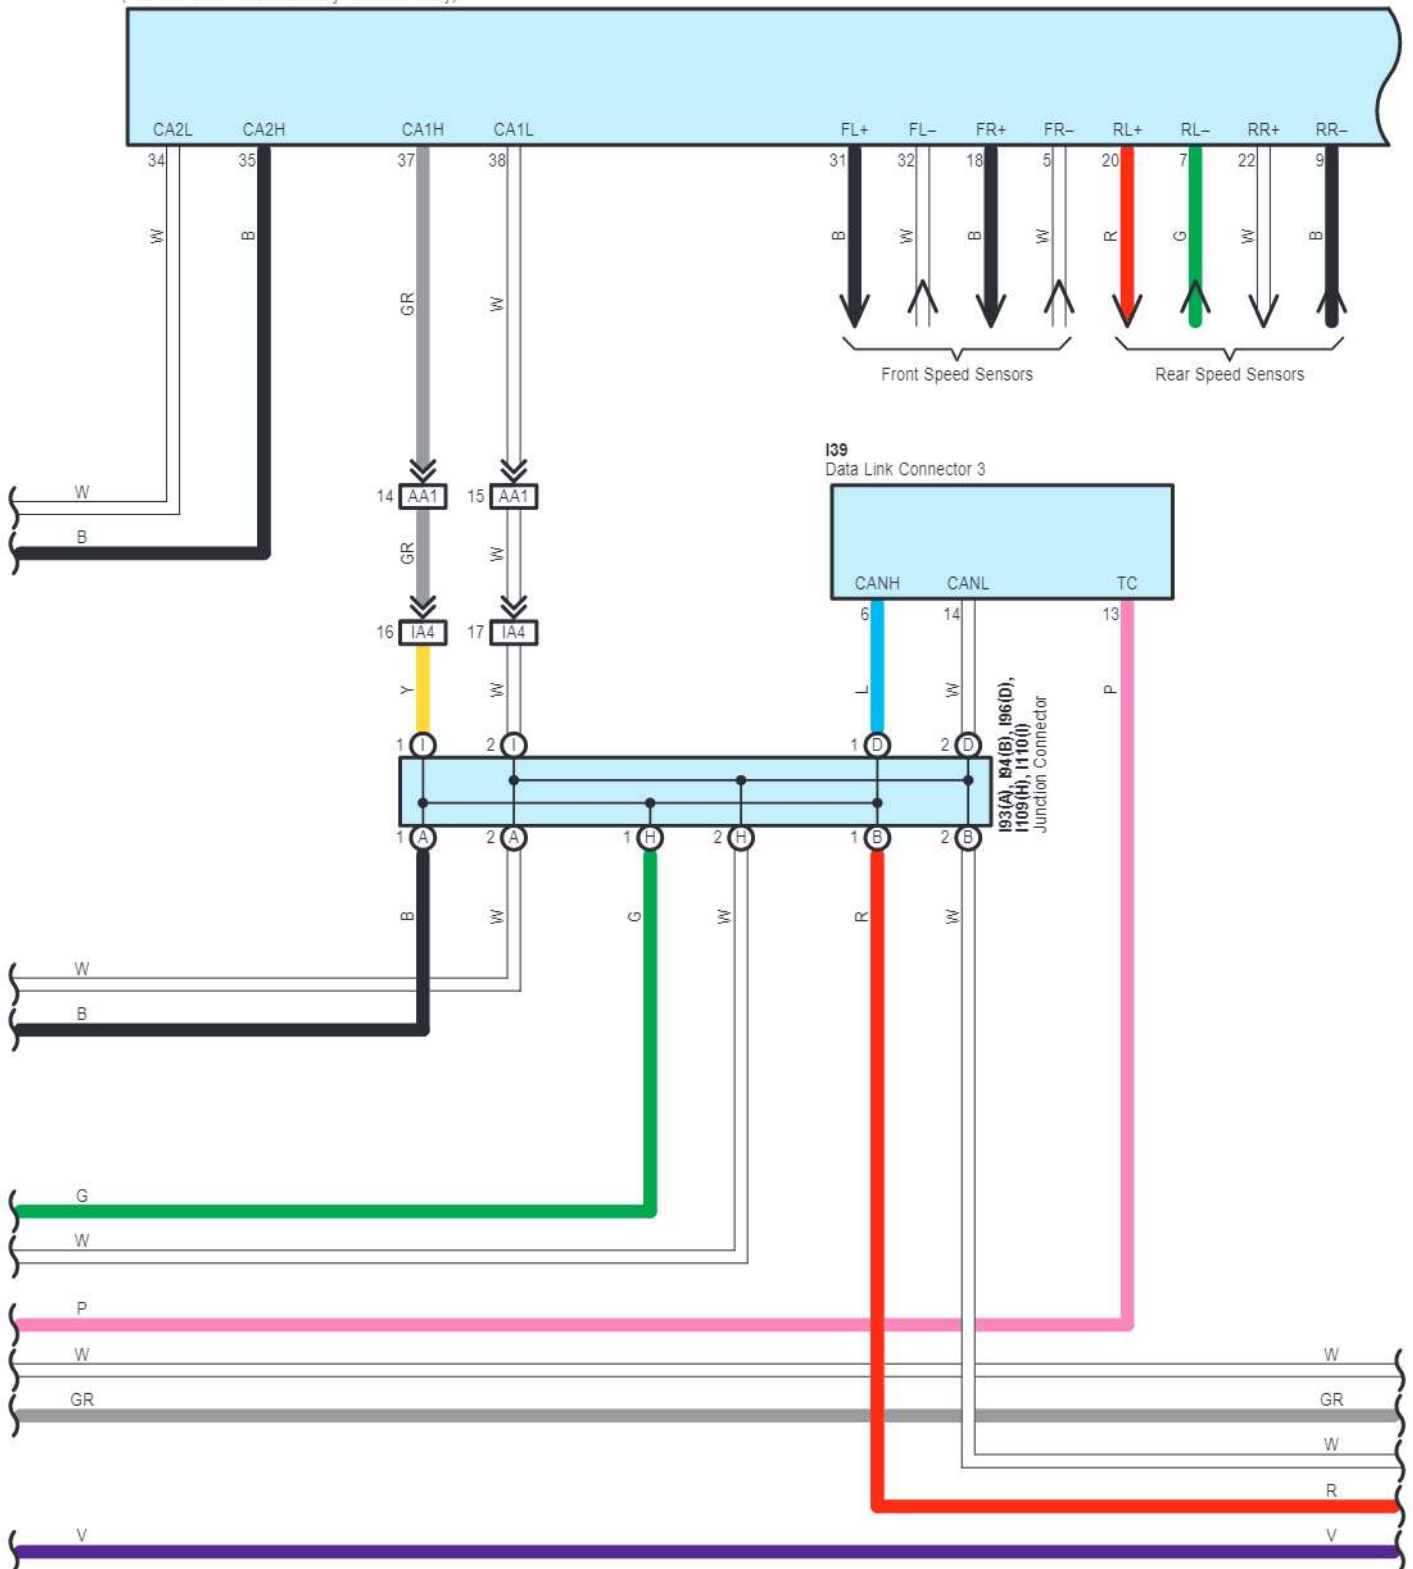 CA2L CA2H CA1H CA1L FL+ FL– FR+ FR– RL+ RL– RR+ RR–
34 35 37 38 31 32 18 5 20 7 22 9
W B B W B W R G W B
GR W
Front Speed Sensors Rear Speed Sensors
I39
Data Link Connector 3
W
14 AA1 15 AA1
B
GR W
CANH CANL TC
6 14 13
16 IA4 17 IA4
Y W L W P
I93(A), I94(B), I96(D),
I109(H), I110(I)
Junction Connector
1 I 2 I 1 D 2 D
1 A 2 A 1 H 2 H 1 B 2 B
B W G W R W
W
B
G
W
P
W W
GR GR
W
R
V V